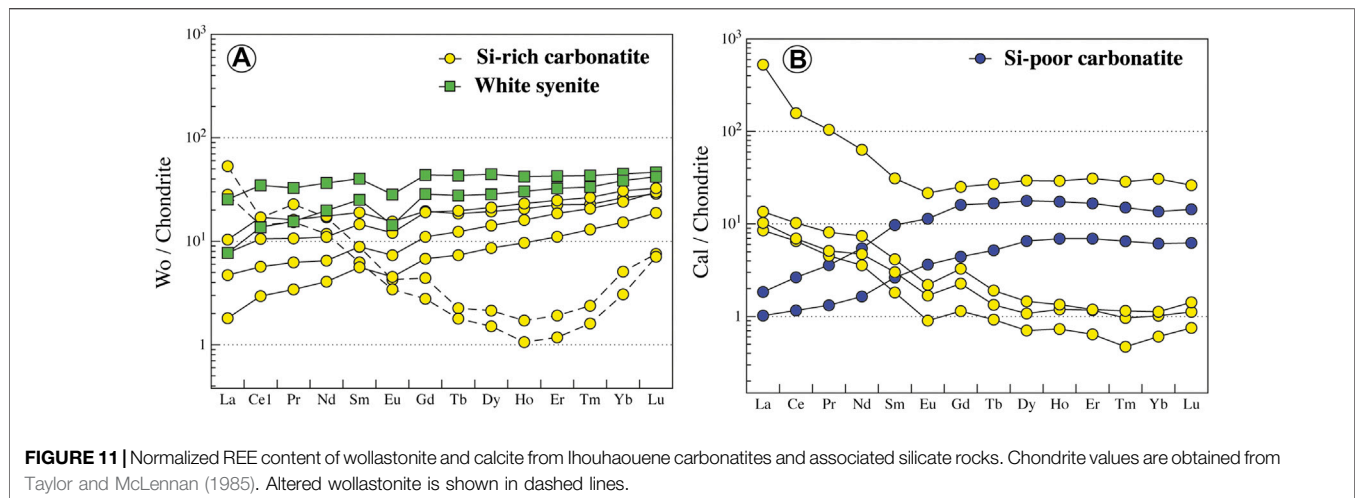 A
Si-rich carbonatite
White syenite
Wo / Chondrite
10³
10²
10¹
1
La Ce1 Pr Nd Sm Eu Gd Tb Dy Ho Er Tm Yb Lu
B
Si-poor carbonatite
Cal / Chondrite
10³
10²
10¹
1
La Ce Pr Nd Sm Eu Gd Tb Dy Ho Er Tm Yb Lu
FIGURE 11 | Normalized REE content of wollastonite and calcite from Ihouhaouene carbonatites and associated silicate rocks. Chondrite values are obtained from
Taylor and McLennan (1985). Altered wollastonite is shown in dashed lines.